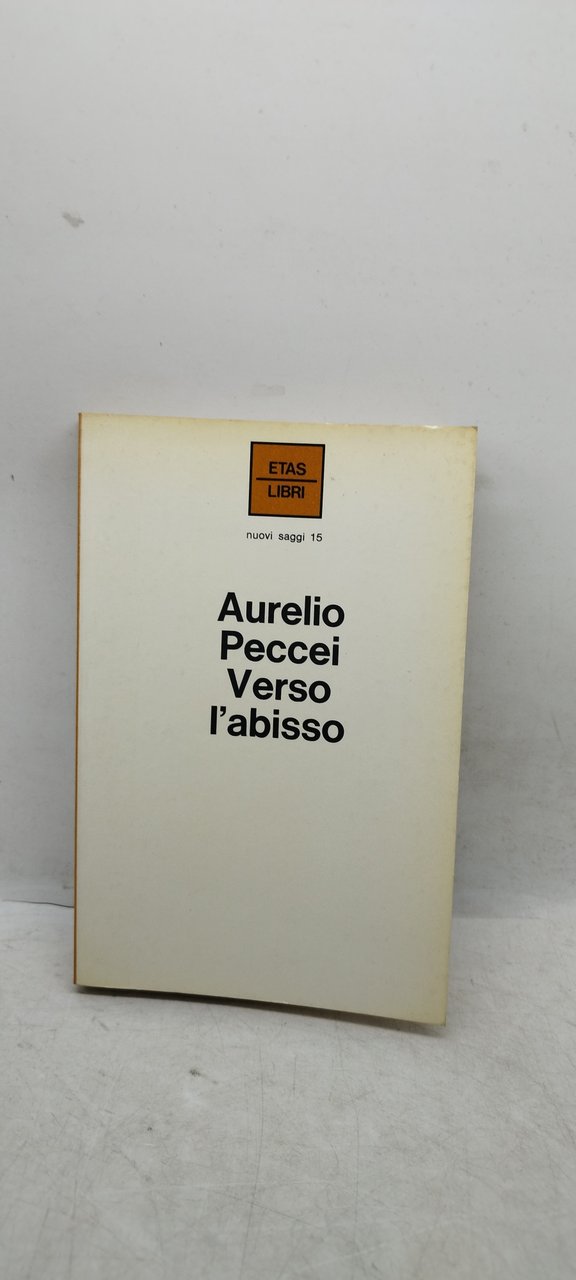 ETAS
LIBRI
nuovi saggi 15
Aurelio
Peccei
Verso
l'abisso